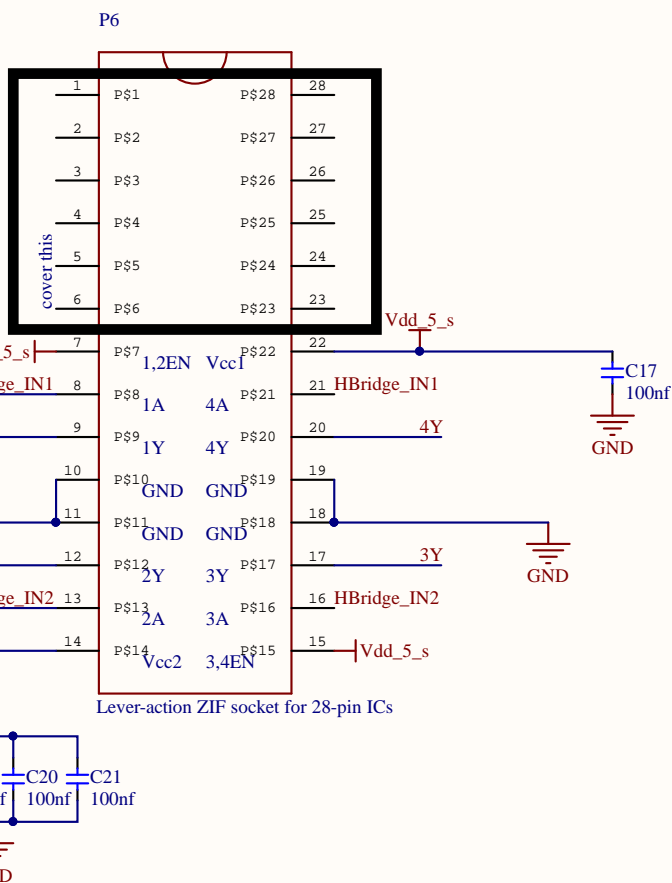 P6
1 P$1 P$28 28
2 P$2 P$27 27
3 P$3 P$26 26
4 P$4 P$25 25
5 P$5 P$24 24
6 P$6 P$23 23
cover this
Vdd_5_s
5_s 7 P$7 1,2EN Vcc1 P$22 22
C17
100nf
GND
ge_IN1 8 P$8 1A 4A P$21 21 HBridge_IN1
9 P$9 1Y 4Y P$20 20 4Y
10 P$10 GND GND P$19 19
11 P$11 GND GND P$18 18
GND
12 P$12 2Y 3Y P$17 17 3Y
ge_IN2 13 P$13 2A 3A P$16 16 HBridge_IN2
14 P$14 Vcc2 3,4EN P$15 15 Vdd_5_s
Lever-action ZIF socket for 28-pin ICs
C20 C21
f 100nf 100nf
D